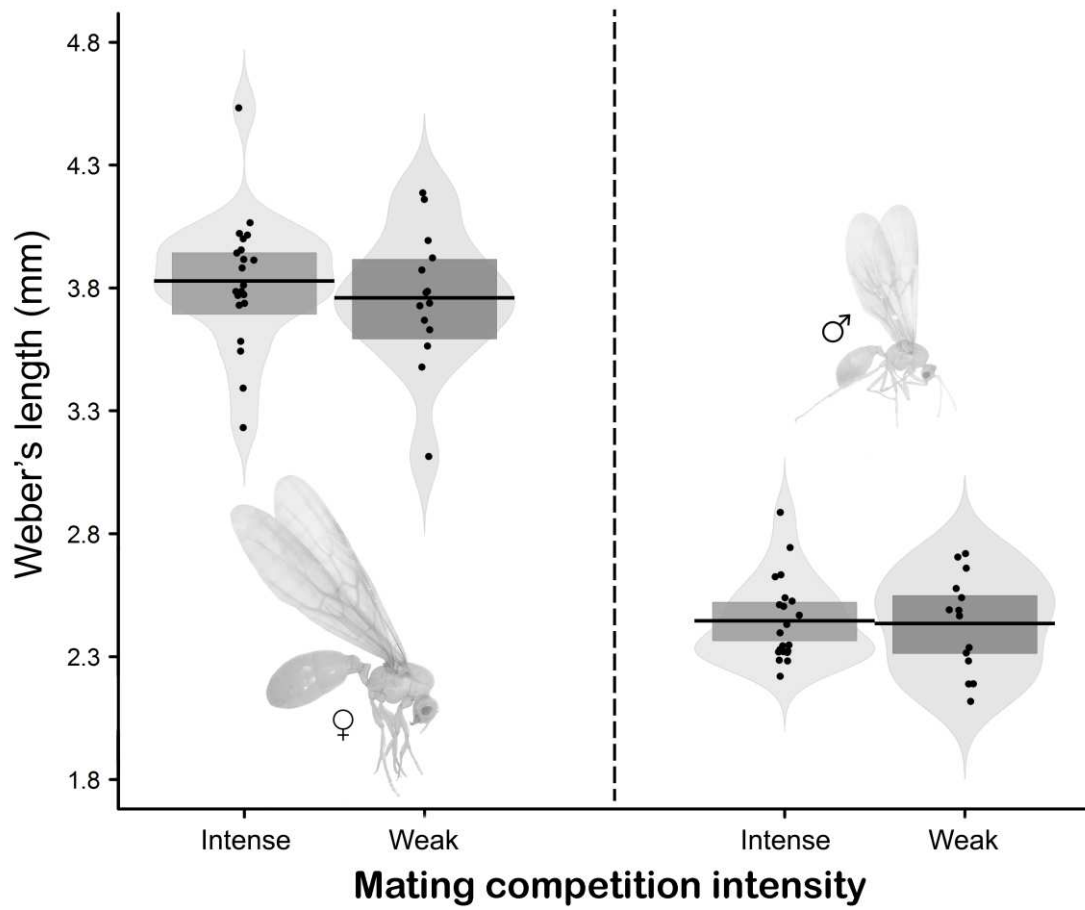 Weber's length (mm)
4.8
4.3
3.8
3.3
2.8
2.3
1.8
♀
♂
Intense
Weak
Intense
Weak
Mating competition intensity